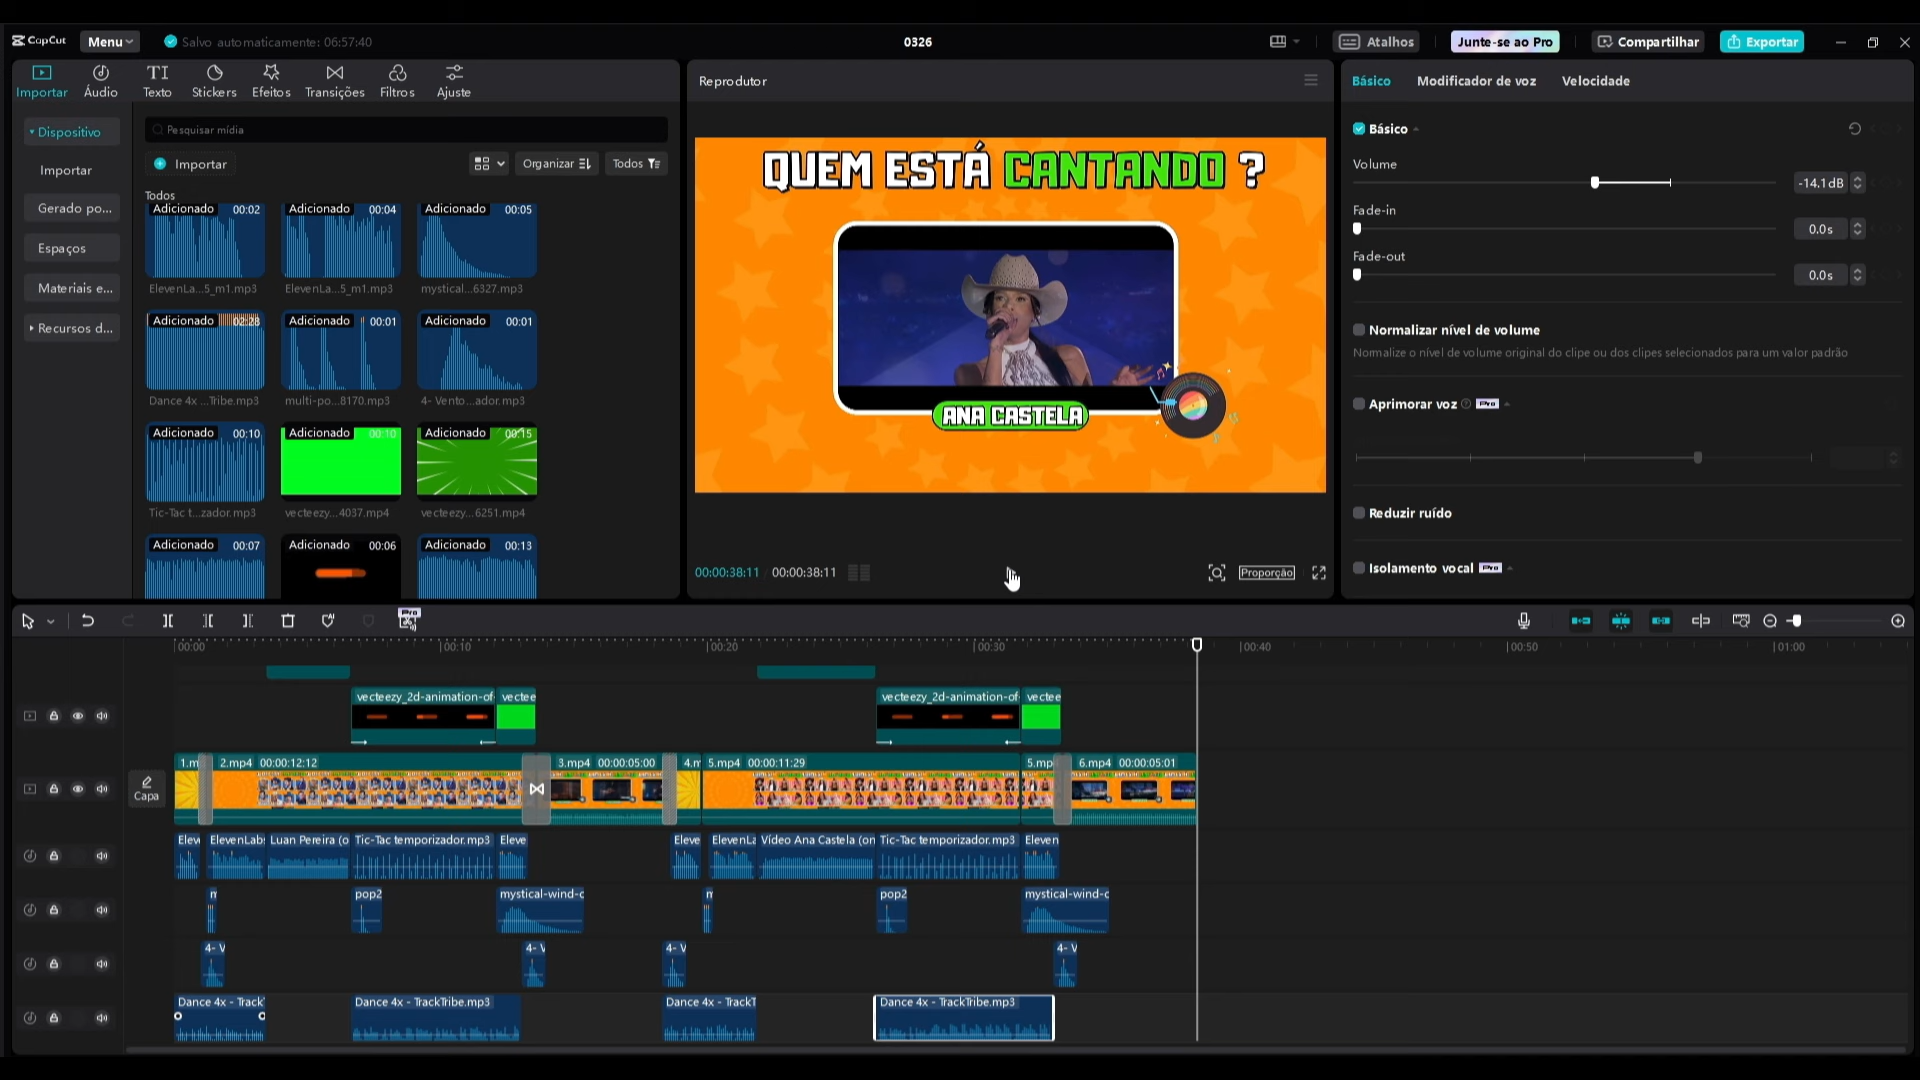 CapCut Menu Salvo automaticamente: 06:57:40 0326 Atalhos Junte-se ao Pro Compartilhar Exportar
Importar Áudio Texto Stickers Efeitos Transições Filtros Ajuste
Dispositivo
Importar
Gerado po...
Espaços
Materiais e...
Recursos d...
Pesquisar mídia
Importar Organizar Todos
Todos
Adicionado 00:02 Adicionado 00:04 Adicionado 00:05
ElevenLa...5_m1.mp3 ElevenLa...5_m1.mp3 mystical...6327.mp3
Adicionado 02:28 Adicionado 00:01 Adicionado 00:01
Dance 4x ...Tribe.mp3 multi-po...8170.mp3 4- Vento...ador.mp3
Adicionado 00:10 Adicionado 00:10 Adicionado 00:15
Tic-Tac t...zador.mp3 vecteezy...4037.mp4 vecteezy...6251.mp4
Adicionado 00:07 Adicionado 00:06 Adicionado 00:13
Reprodutor
QUEM ESTÁ CANTANDO ?
ANA CASTELA
00:00:38:11 00:00:38:11 Proporção
Básico Modificador de voz Velocidade
Básico
Volume
-14.1dB
Fade-in
0.0s
Fade-out
0.0s
Normalizar nível de volume
Normalize o nível de volume original do clipe ou dos clipes selecionados para um valor padrão
Aprimorar voz Pro
Reduzir ruído
Isolamento vocal Pro
Pro
00:00 00:10 00:20 00:30 00:40 00:50 01:00
vecteezy_2d-animation-of- vectee vecteezy_2d-animation-of- vectee
Capa
1.m 2.mp4 00:00:12:12 3.mp4 00:00:05:00 4.m 5.mp4 00:00:11:29 5.mp 6.mp4 00:00:05:01
Elev ElevenLabs Luan Pereira (o Tic-Tac temporizador.mp3 Eleve Eleve ElevenLa Vídeo Ana Castela (on Tic-Tac temporizador.mp3 Eleven
m pop2 mystical-wind-c m pop2 mystical-wind-c
4- V 4- V 4- V 4- V
Dance 4x - TrackT Dance 4x - TrackTribe.mp3 Dance 4x - TrackT Dance 4x - TrackTribe.mp3